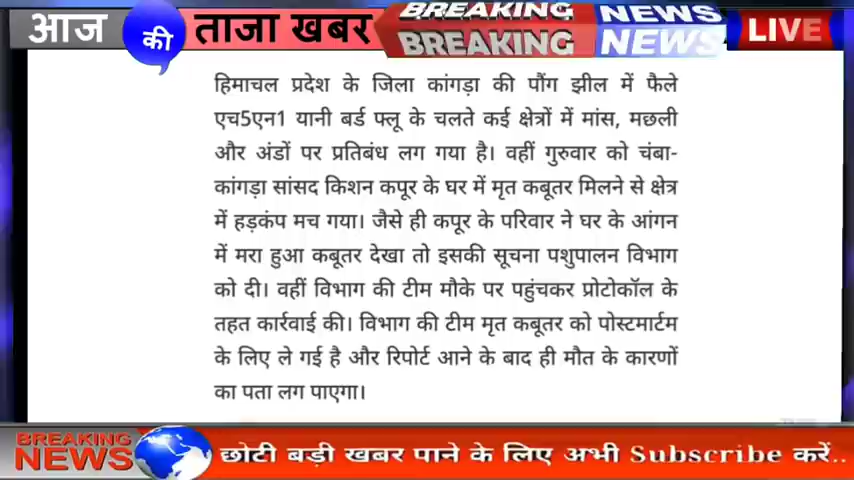 आज की ताजा खबर BREAKING NEWS LIVE
BREAKING NEWS
हिमाचल प्रदेश के जिला कांगड़ा की पौंग झील में फैले
एच5एन1 यानी बर्ड फ्लू के चलते कई क्षेत्रों में मांस, मछली
और अंडों पर प्रतिबंध लग गया है। वहीं गुरुवार को चंबा-
कांगड़ा सांसद किशन कपूर के घर में मृत कबूतर मिलने से क्षेत्र
में हड़कंप मच गया। जैसे ही कपूर के परिवार ने घर के आंगन
में मरा हुआ कबूतर देखा तो इसकी सूचना पशुपालन विभाग
को दी। वहीं विभाग की टीम मौके पर पहुंचकर प्रोटोकॉल के
तहत कार्रवाई की। विभाग की टीम मृत कबूतर को पोस्टमार्टम
के लिए ले गई है और रिपोर्ट आने के बाद ही मौत के कारणों
का पता लग पाएगा।
BREAKING
NEWS
छोटी बड़ी खबर पाने के लिए अभी Subscribe करें..